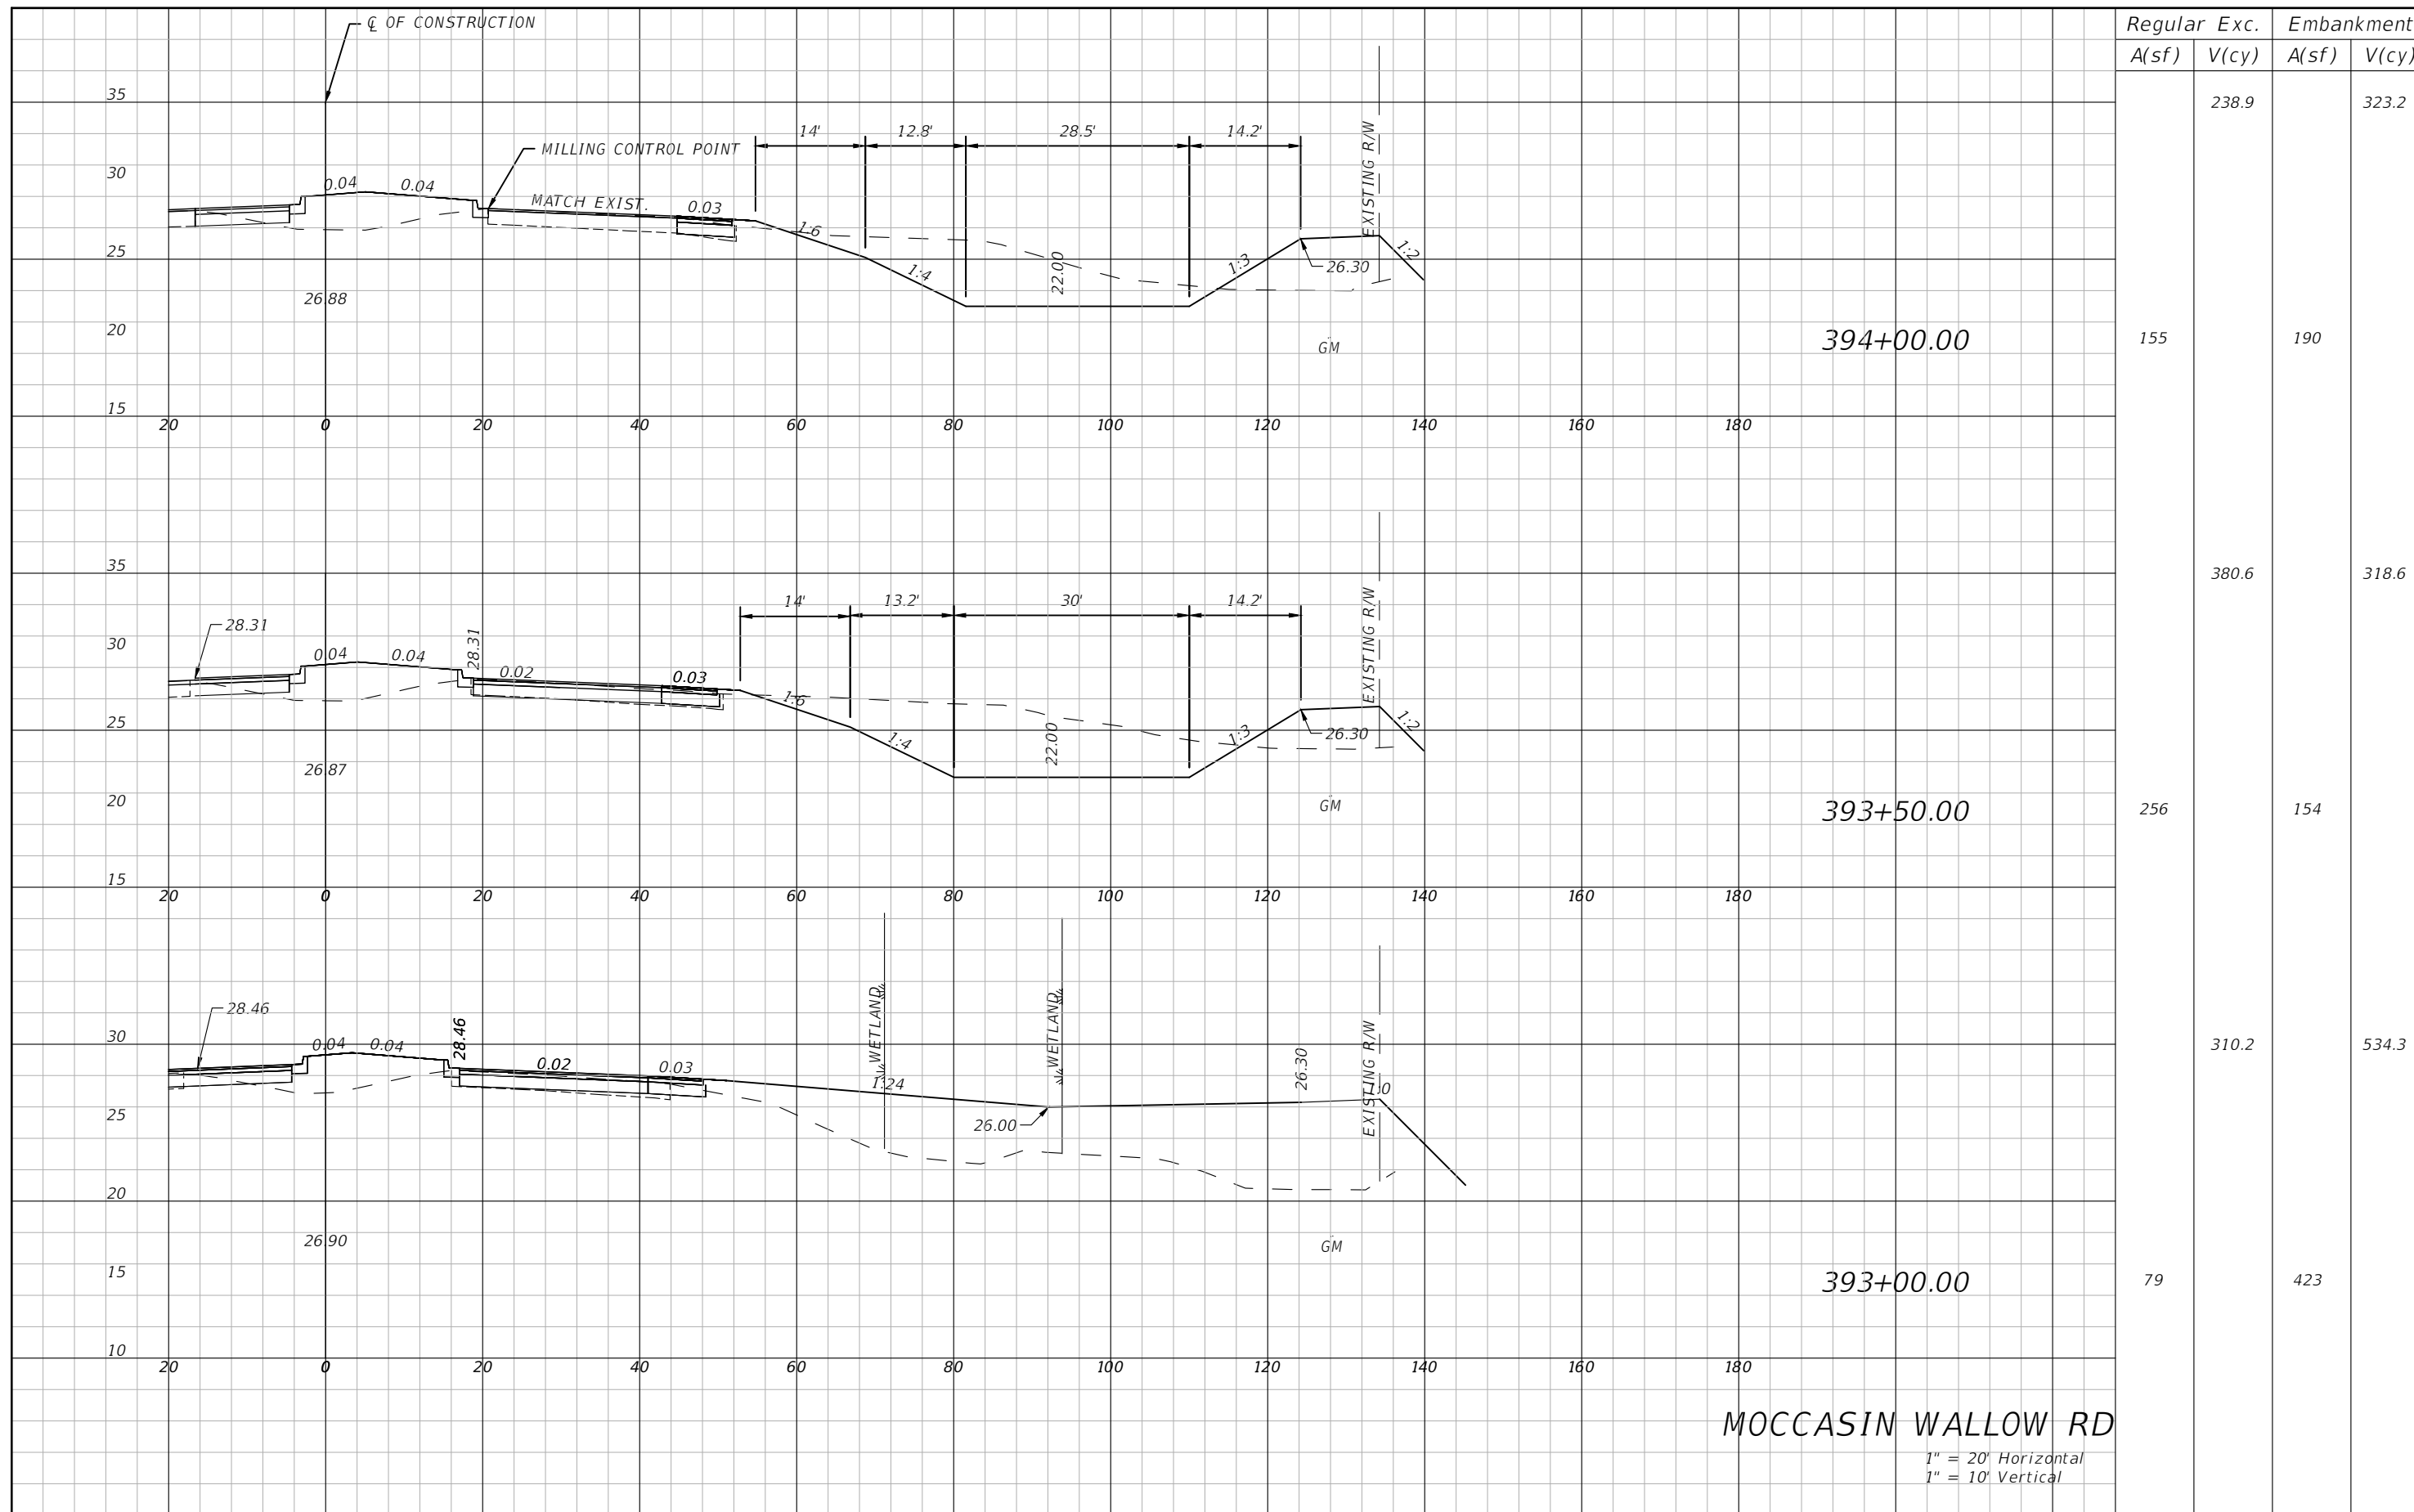 ℄ OF CONSTRUCTION
Regular Exc. Embankment
A(sf) V(cy) A(sf) V(cy)
35
238.9 323.2
14' 12.8' 28.5' 14.2'
MILLING CONTROL POINT
EXISTING R/W
30
0.04 0.04
MATCH EXIST. 0.03
1:6
25
1:4
22.00
1:3
26.30
1:2
26.88
20
GM
394+00.00
155 190
15
20 0 20 40 60 80 100 120 140 160 180
35
380.6 318.6
14' 13.2' 30' 14.2'
EXISTING R/W
28.31
30
28.31
0.04 0.04
0.02
0.03
1:6
25
1:4
22.00
1:3
26.30
1:2
26.87
20
GM
393+50.00
256 154
15
20 0 20 40 60 80 100 120 140 160 180
WETLAND
WETLAND
EXISTING R/W
28.46
30
28.46
0.04 0.04
0.02
0.03
310.2 534.3
1:24
26.30
1:0
25
26.00
20
26.90
GM
15
393+00.00
79 423
10
20 0 20 40 60 80 100 120 140 160 180
MOCCASIN WALLOW RD
1" = 20' Horizontal
1" = 10' Vertical